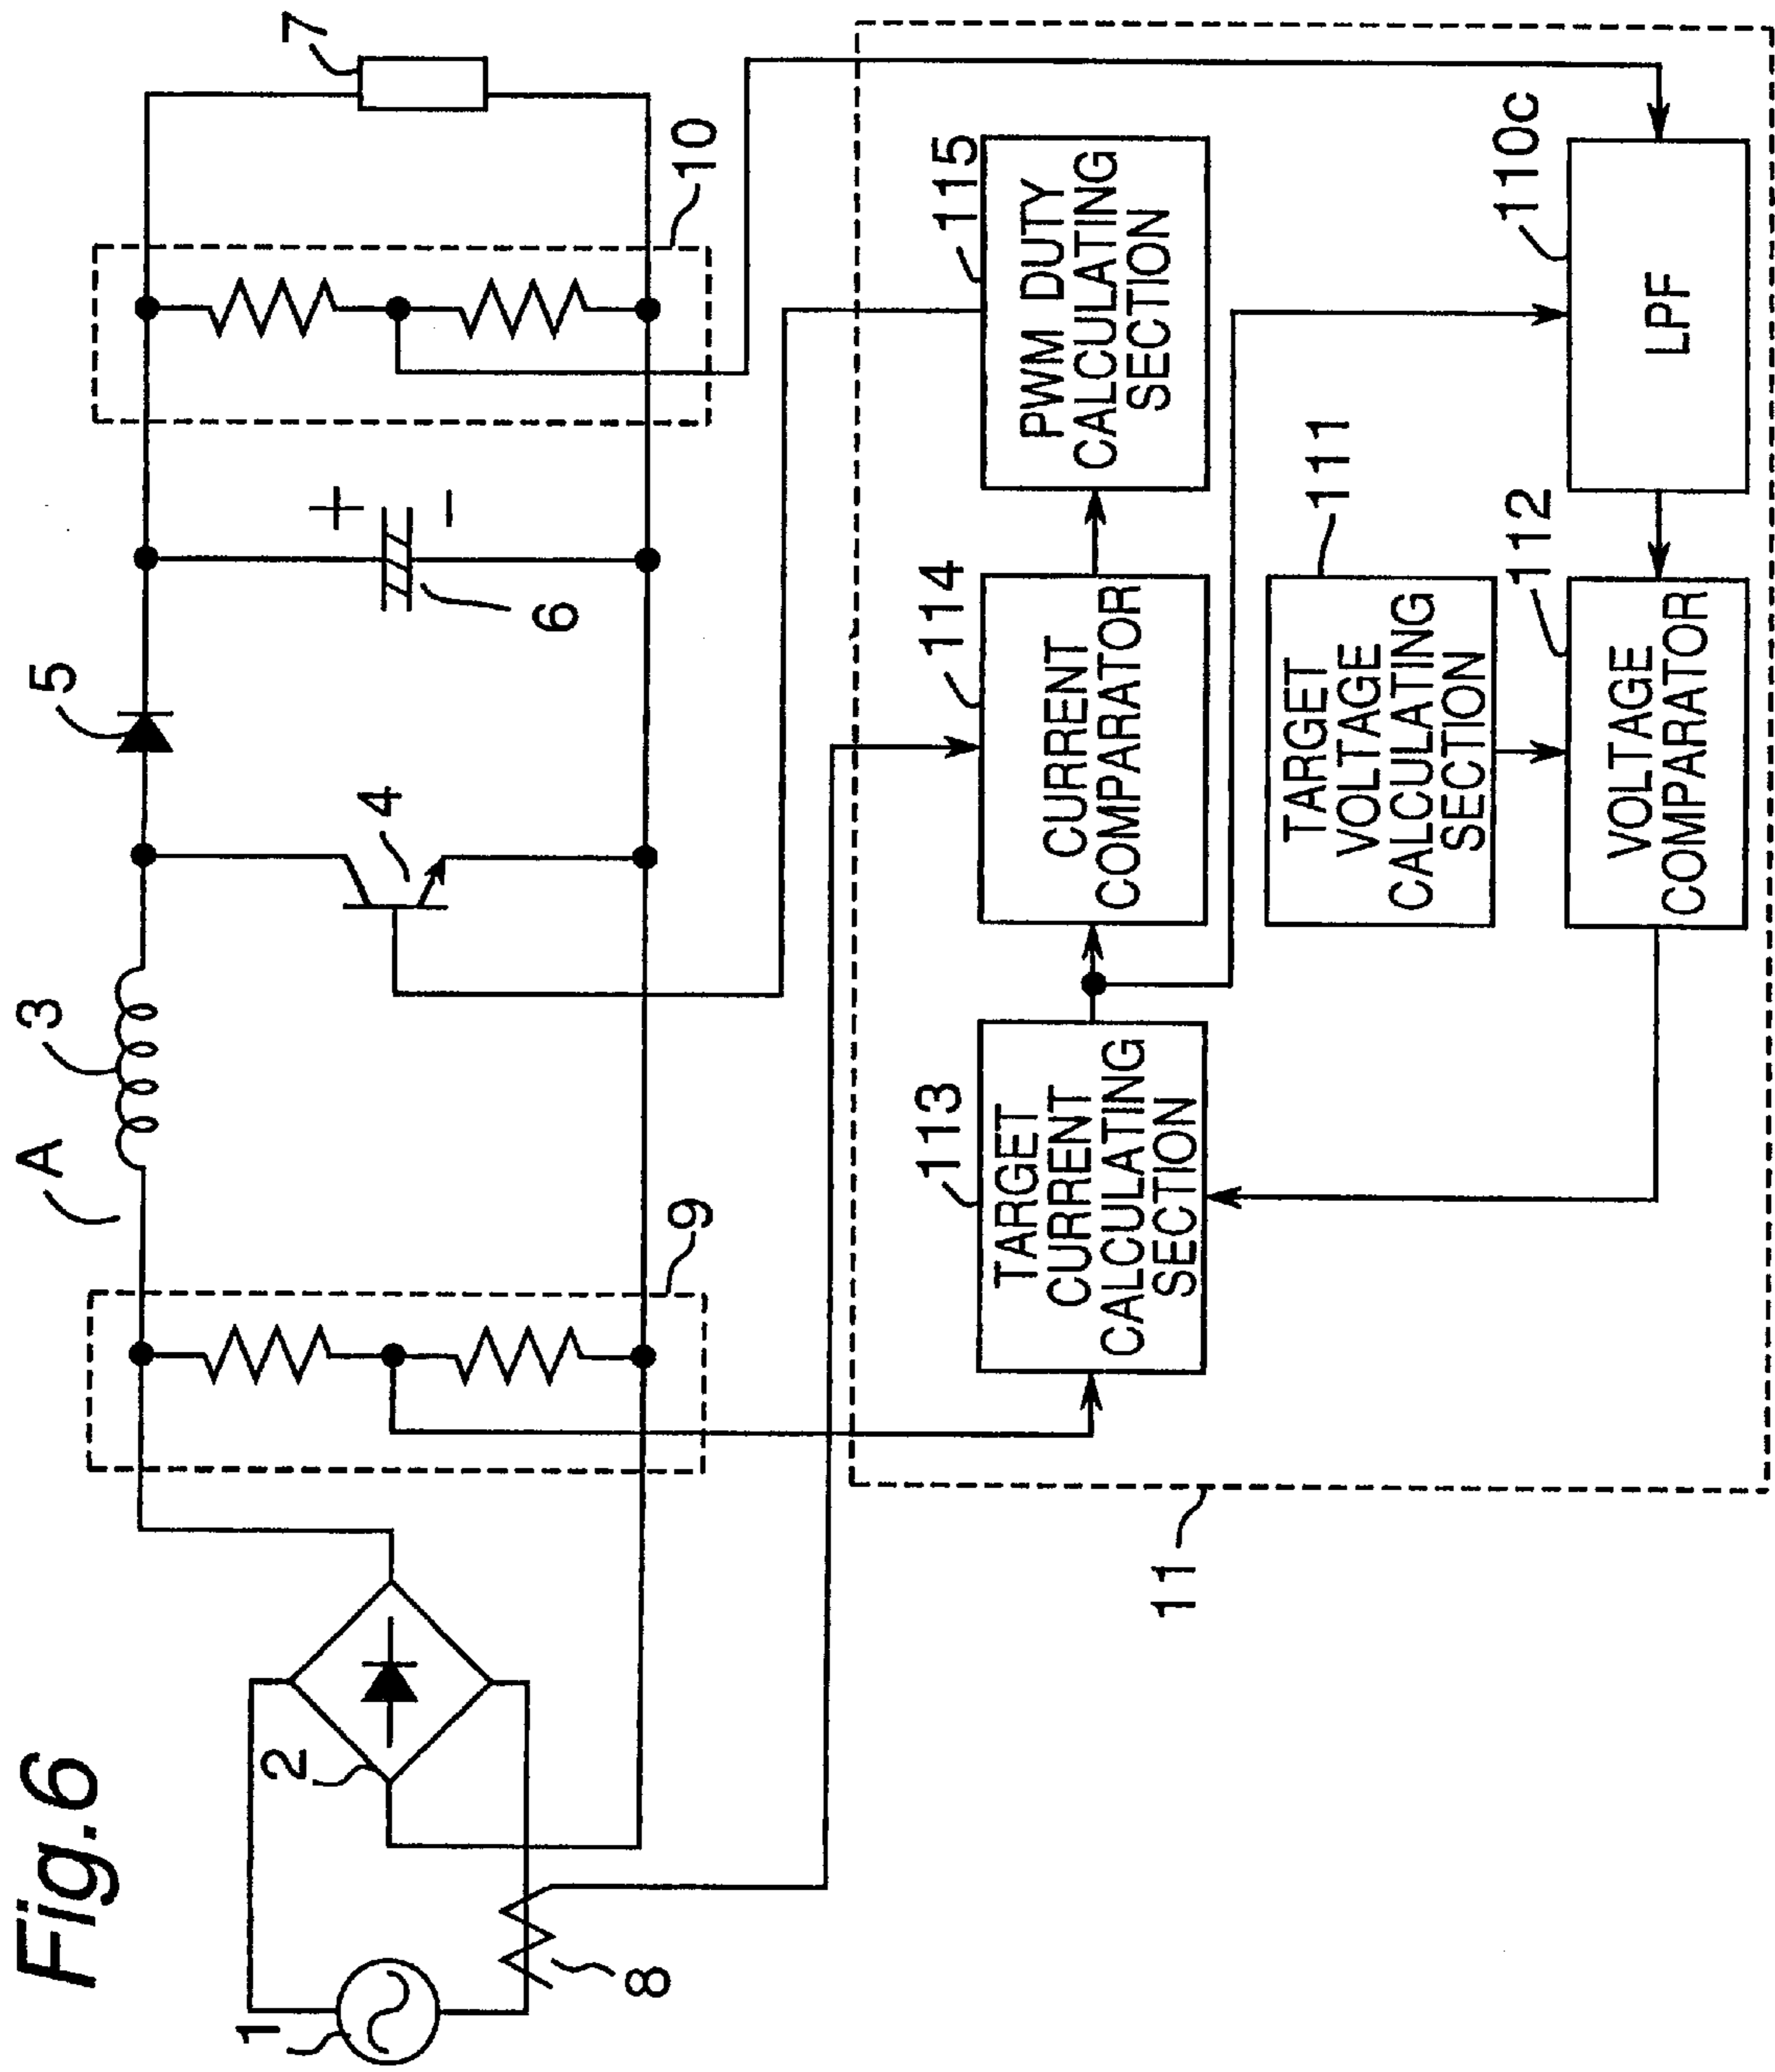 Fig.6
A
3
5
7
1
2
4
6
+
-
8
9
10
11
113
TARGET
CURRENT
CALCULATING
SECTION
114
CURRENT
COMPARATOR
115
PWM DUTY
CALCULATING
SECTION
111
TARGET
VOLTAGE
CALCULATING
SECTION
112
VOLTAGE
COMPARATOR
110c
LPF